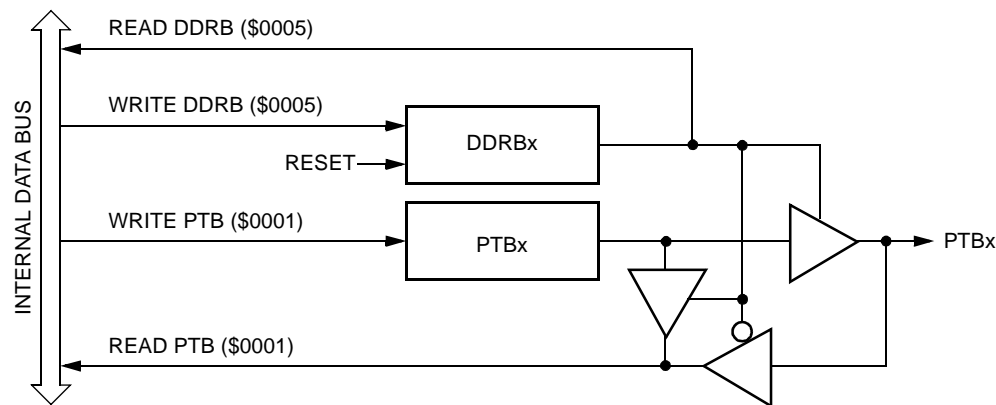 READ DDRB ($0005)
WRITE DDRB ($0005)
DDRBx
RESET
WRITE PTB ($0001)
PTBx
PTBx
READ PTB ($0001)
INTERNAL DATA BUS